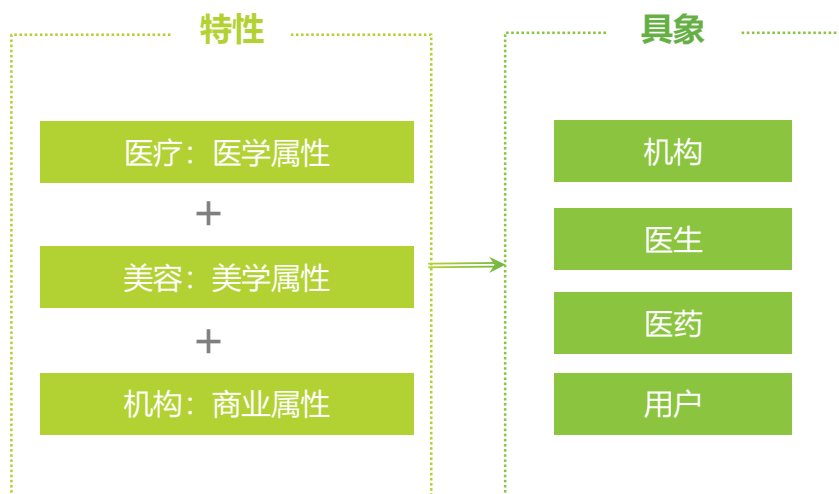 特性
医疗：医学属性
+
美容：美学属性
+
机构：商业属性
具象
机构
医生
医药
用户